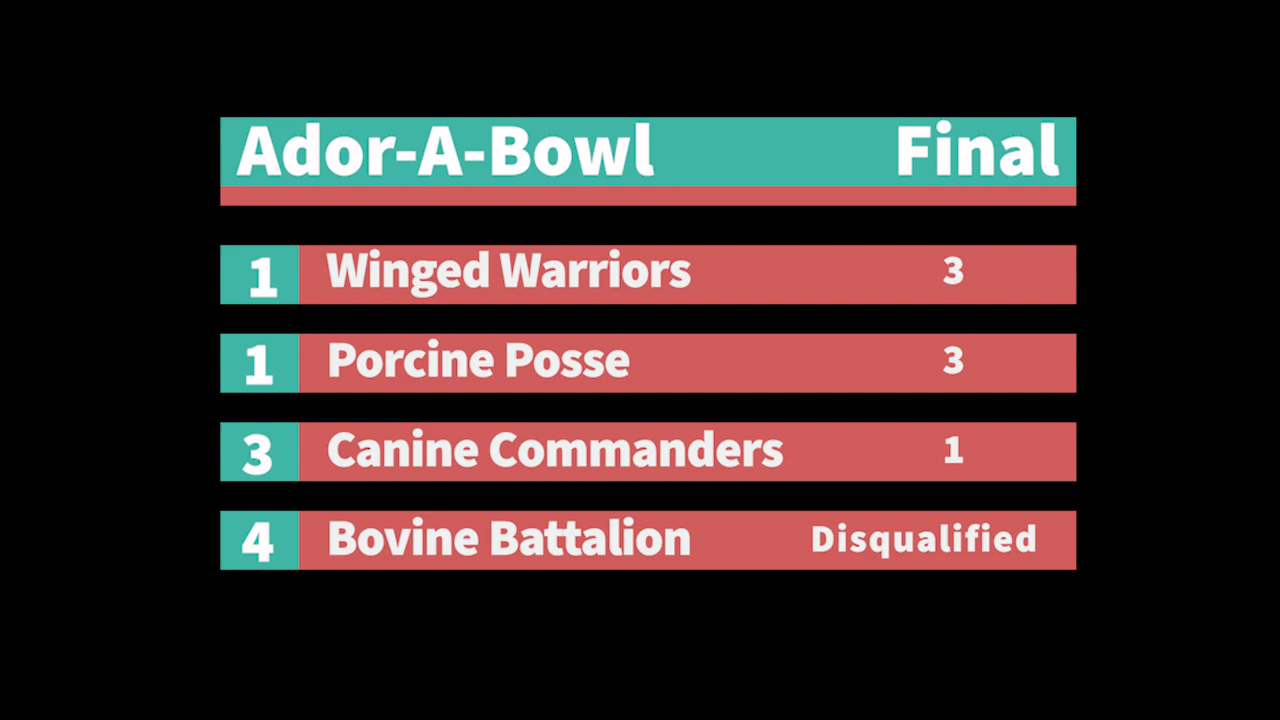 Ador-A-Bowl Final
1 Winged Warriors 3
1 Porcine Posse 3
3 Canine Commanders 1
4 Bovine Battalion Disqualified